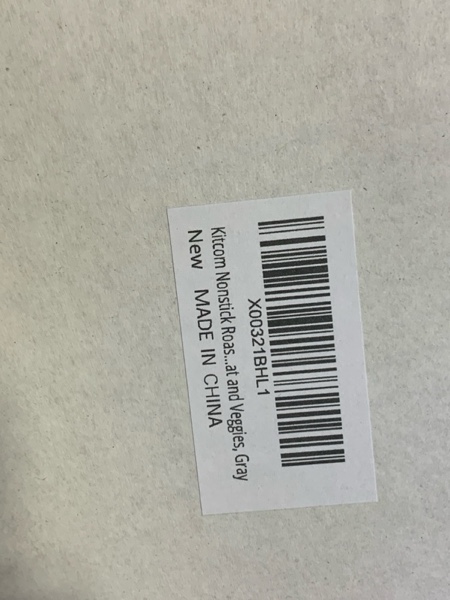 X00321BHL1
Kitcom Nonstick Roas...at and Veggies, Gray
New MADE IN CHINA